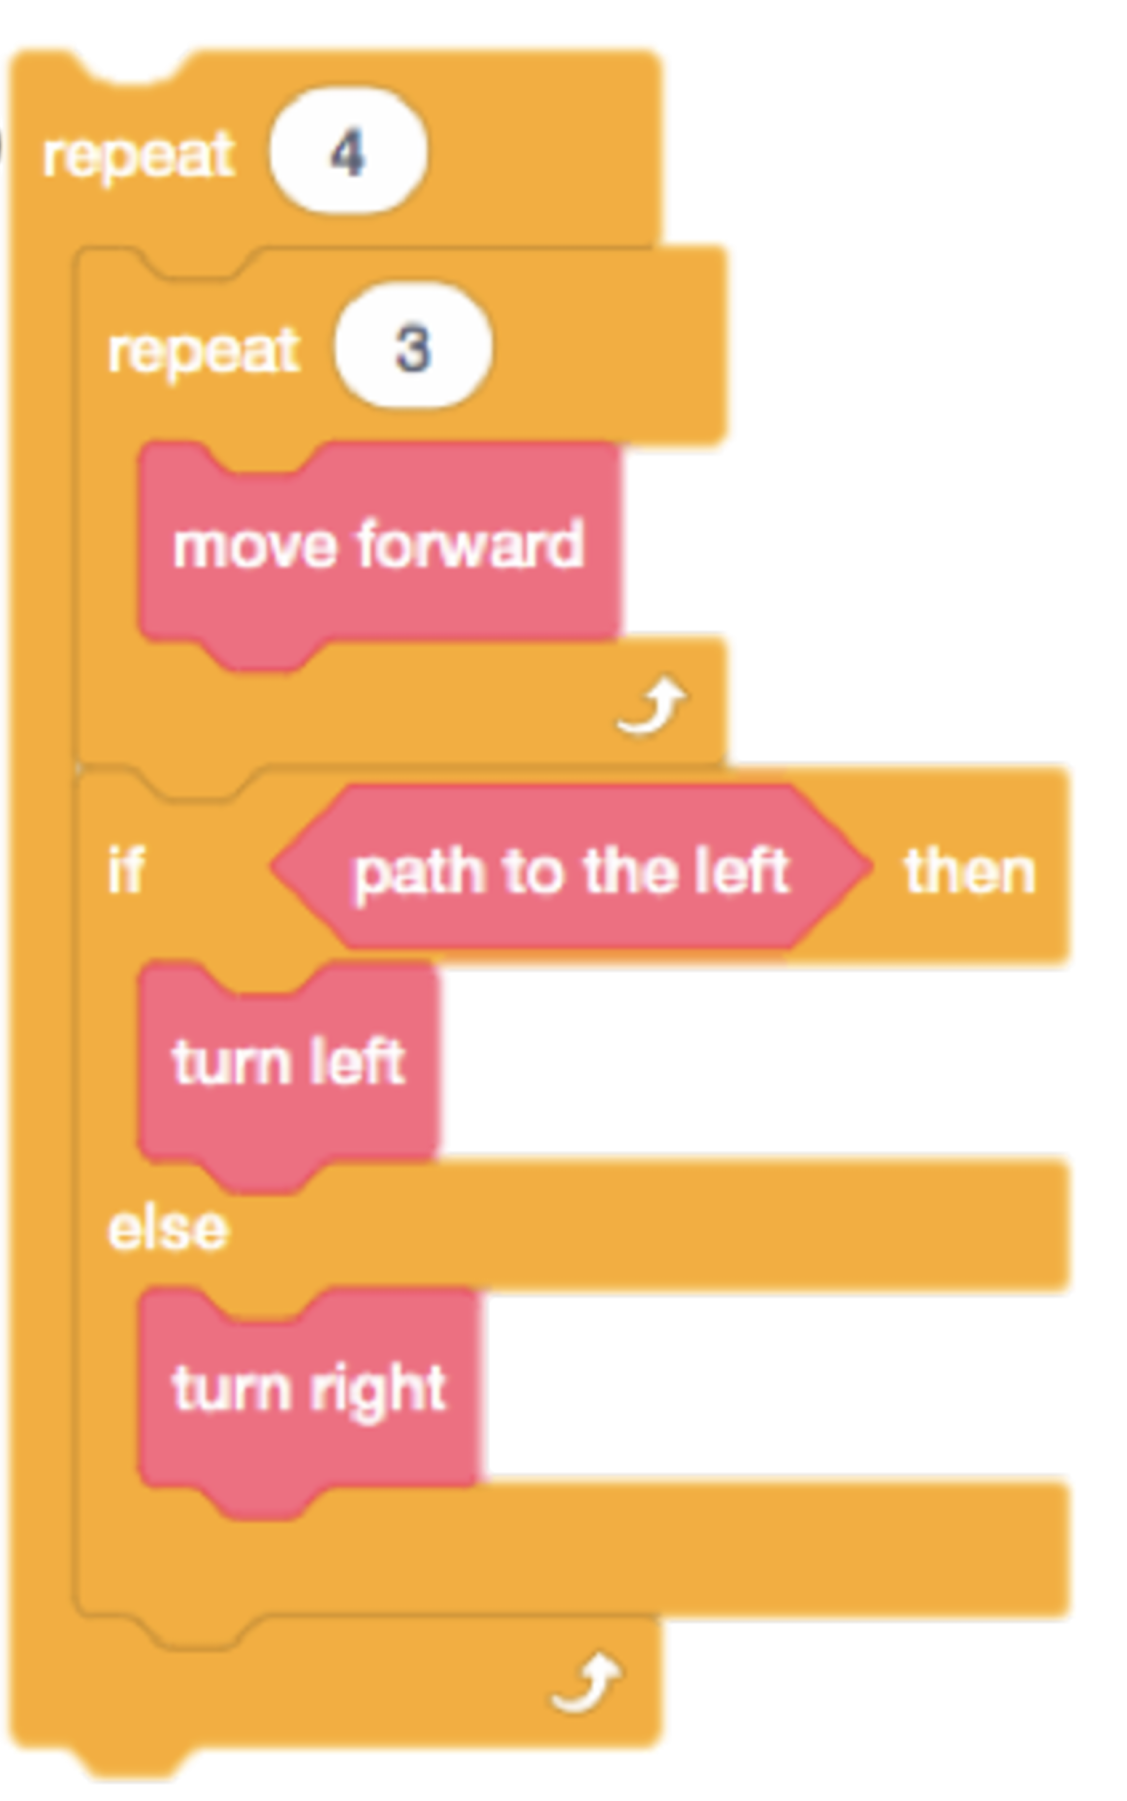 repeat 4
repeat 3
move forward
if path to the left then
turn left
else
turn right